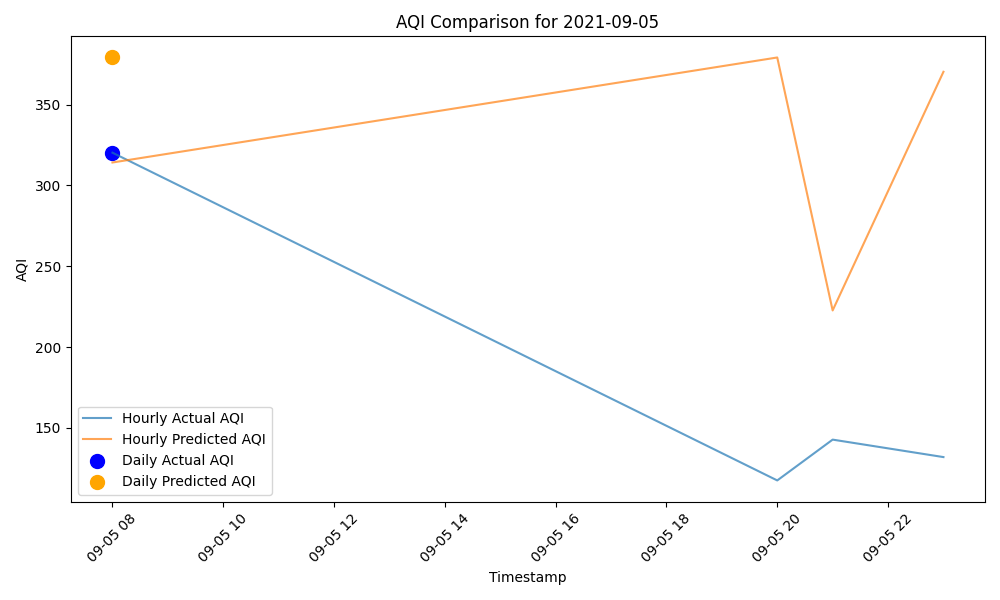 AQI Comparison for 2021-09-05
AQI
350
300
250
200
150
Hourly Actual AQI
Hourly Predicted AQI
Daily Actual AQI
Daily Predicted AQI
09-05 08
09-05 10
09-05 12
09-05 14
09-05 16
09-05 18
09-05 20
09-05 22
Timestamp